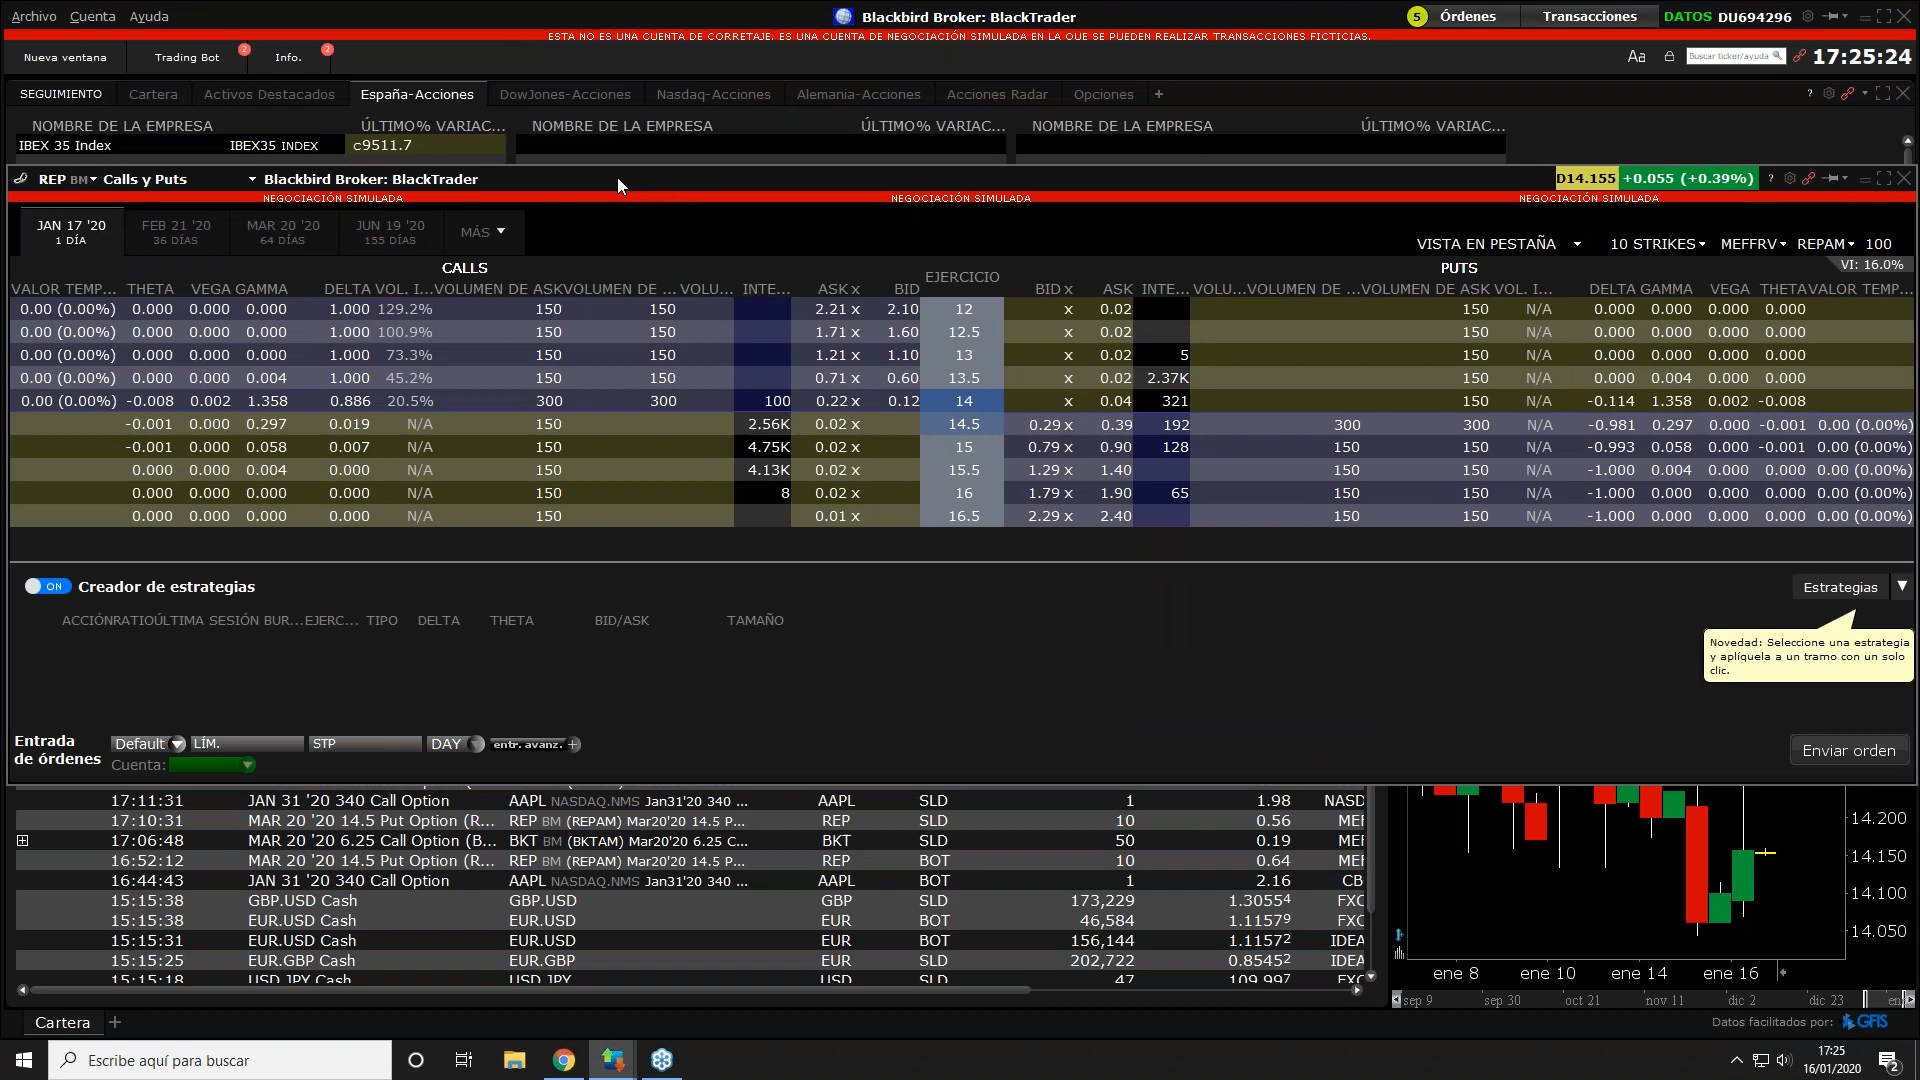 Archivo Cuenta Ayuda Blackbird Broker: BlackTrader 5 Órdenes Transacciones DATOS DU694296
ESTA NO ES UNA CUENTA DE CORRETAJE. ES UNA CUENTA DE NEGOCIACIÓN SIMULADA EN LA QUE SE PUEDEN REALIZAR TRANSACCIONES FICTICIAS.
Nueva ventana Trading Bot 2 Info. 2 Aa Buscar ticker/ayuda 17:25:24
SEGUIMIENTO Cartera Activos Destacados España-Acciones DowJones-Acciones Nasdaq-Acciones Alemania-Acciones Acciones Radar Opciones + ?
NOMBRE DE LA EMPRESA ÚLTIMO% VARIAC... NOMBRE DE LA EMPRESA ÚLTIMO% VARIAC... NOMBRE DE LA EMPRESA ÚLTIMO% VARIAC...
IBEX 35 Index IBEX35 INDEX c9511.7
REP BM Calls y Puts Blackbird Broker: BlackTrader D14.155 +0.055 (+0.39%) ?
NEGOCIACIÓN SIMULADA NEGOCIACIÓN SIMULADA NEGOCIACIÓN SIMULADA
JAN 17 '20 FEB 21 '20 MAR 20 '20 JUN 19 '20 MÁS
1 DÍA 36 DÍAS 64 DÍAS 155 DÍAS
VISTA EN PESTAÑA 10 STRIKES MEFFRV REPAM 100
CALLS EJERCICIO PUTS VI: 16.0%
VALOR TEMP... THETA VEGA GAMMA DELTA VOL. I... VOLUMEN DE ASK VOLUMEN DE ... VOLU... INTE... ASK x BID BID x ASK INTE... VOLU... VOLUMEN DE ... VOLUMEN DE ASK VOL. I... DELTA GAMMA VEGA THETA VALOR TEMP...
0.00 (0.00%) 0.000 0.000 0.000 1.000 129.2% 150 150 2.21 x 2.10 12 x 0.02 150 N/A 0.000 0.000 0.000 0.000
0.00 (0.00%) 0.000 0.000 0.000 1.000 100.9% 150 150 1.71 x 1.60 12.5 x 0.02 150 N/A 0.000 0.000 0.000 0.000
0.00 (0.00%) 0.000 0.000 0.000 1.000 73.3% 150 150 1.21 x 1.10 13 x 0.02 5 150 N/A 0.000 0.000 0.000 0.000
0.00 (0.00%) 0.000 0.000 0.004 1.000 45.2% 150 150 0.71 x 0.60 13.5 x 0.02 2.37K 150 N/A 0.000 0.004 0.000 0.000
0.00 (0.00%) -0.008 0.002 1.358 0.886 20.5% 300 300 100 0.22 x 0.12 14 x 0.04 321 150 N/A -0.114 1.358 0.002 -0.008
-0.001 0.000 0.297 0.019 N/A 150 2.56K 0.02 x 14.5 0.29 x 0.39 192 300 300 N/A -0.981 0.297 0.000 -0.001 0.00 (0.00%)
-0.001 0.000 0.058 0.007 N/A 150 4.75K 0.02 x 15 0.79 x 0.90 128 150 150 N/A -0.993 0.058 0.000 -0.001 0.00 (0.00%)
0.000 0.000 0.004 0.000 N/A 150 4.13K 0.02 x 15.5 1.29 x 1.40 150 150 N/A -1.000 0.004 0.000 0.000 0.00 (0.00%)
0.000 0.000 0.000 0.000 N/A 150 8 0.02 x 16 1.79 x 1.90 65 150 150 N/A -1.000 0.000 0.000 0.000 0.00 (0.00%)
0.000 0.000 0.000 0.000 N/A 150 0.01 x 16.5 2.29 x 2.40 150 150 N/A -1.000 0.000 0.000 0.000 0.00 (0.00%)
ON Creador de estrategias Estrategias
ACCIÓN RATIO ÚLTIMA SESIÓN BUR... EJERC... TIPO DELTA THETA BID/ASK TAMAÑO
Novedad: Seleccione una estrategia
y aplíquela a un tramo con un solo
clic.
Entrada
de órdenes
Default LÍM. STP DAY entr. avanz. +
Cuenta:
Enviar orden
17:11:31 JAN 31 '20 340 Call Option AAPL NASDAQ.NMS Jan31'20 340 ... AAPL SLD 1 1.98 NASD
17:10:31 MAR 20 '20 14.5 Put Option (R... REP BM (REPAM) Mar20'20 14.5 P... REP SLD 10 0.56 MEF
17:06:48 MAR 20 '20 6.25 Call Option (B... BKT BM (BKTAM) Mar20'20 6.25 C... BKT SLD 50 0.19 MEF
16:52:12 MAR 20 '20 14.5 Put Option (R... REP BM (REPAM) Mar20'20 14.5 P... REP BOT 10 0.64 MEF
16:44:43 JAN 31 '20 340 Call Option AAPL NASDAQ.NMS Jan31'20 340 ... AAPL BOT 1 2.16 CB
15:15:38 GBP.USD Cash GBP.USD GBP SLD 173,229 1.30554 FXC
15:15:38 EUR.USD Cash EUR.USD EUR BOT 46,584 1.11579 FXC
15:15:31 EUR.USD Cash EUR.USD EUR BOT 156,144 1.11572 IDEA
15:15:25 EUR.GBP Cash EUR.GBP EUR SLD 202,722 0.85452 IDEA
15:15:18 USD.JPY Cash USD.JPY USD SLD 47 109.997 FXC
14.200
14.150
14.100
14.050
ene 8 ene 10 ene 14 ene 16
sep 9 sep 30 oct 21 nov 11 dic 2 dic 23
Cartera + Datos facilitados por: GFIS
Escribe aquí para buscar
17:25
16/01/2020
2